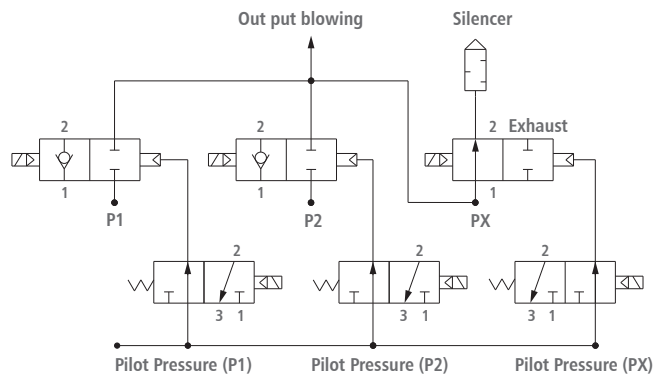 Out put blowing
Silencer
2
2
2 Exhaust
1
1
1
P1
P2
PX
2
2
2
3 1
3 1
3 1
Pilot Pressure (P1)
Pilot Pressure (P2)
Pilot Pressure (PX)